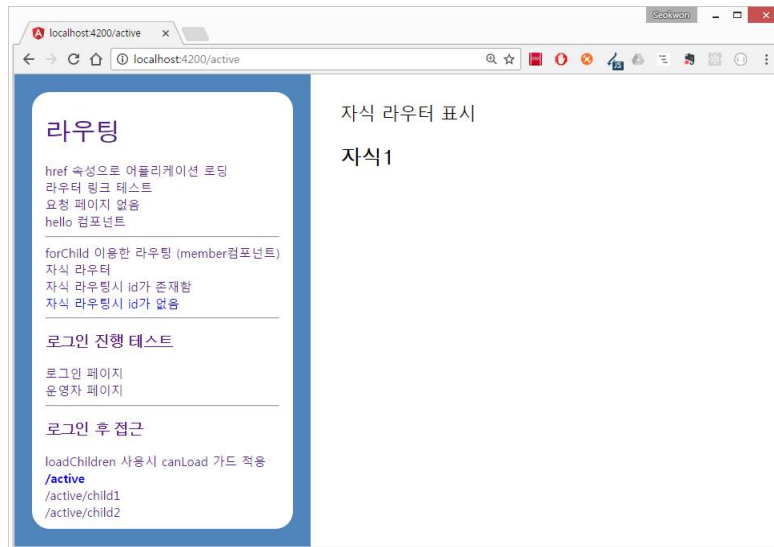 Seokwon
localhost:4200/active
localhost:4200/active
JS
라우팅
href 속성으로 어플리케이션 로딩
라우터 링크 테스트
요청 페이지 없음
hello 컴포넌트
forChild 이용한 라우팅 (member컴포넌트)
자식 라우터
자식 라우팅시 id가 존재함
자식 라우팅시 id가 없음
로그인 진행 테스트
로그인 페이지
운영자 페이지
로그인 후 접근
loadChildren 사용시 canLoad 가드 적용
/active
/active/child1
/active/child2
자식 라우터 표시
자식1